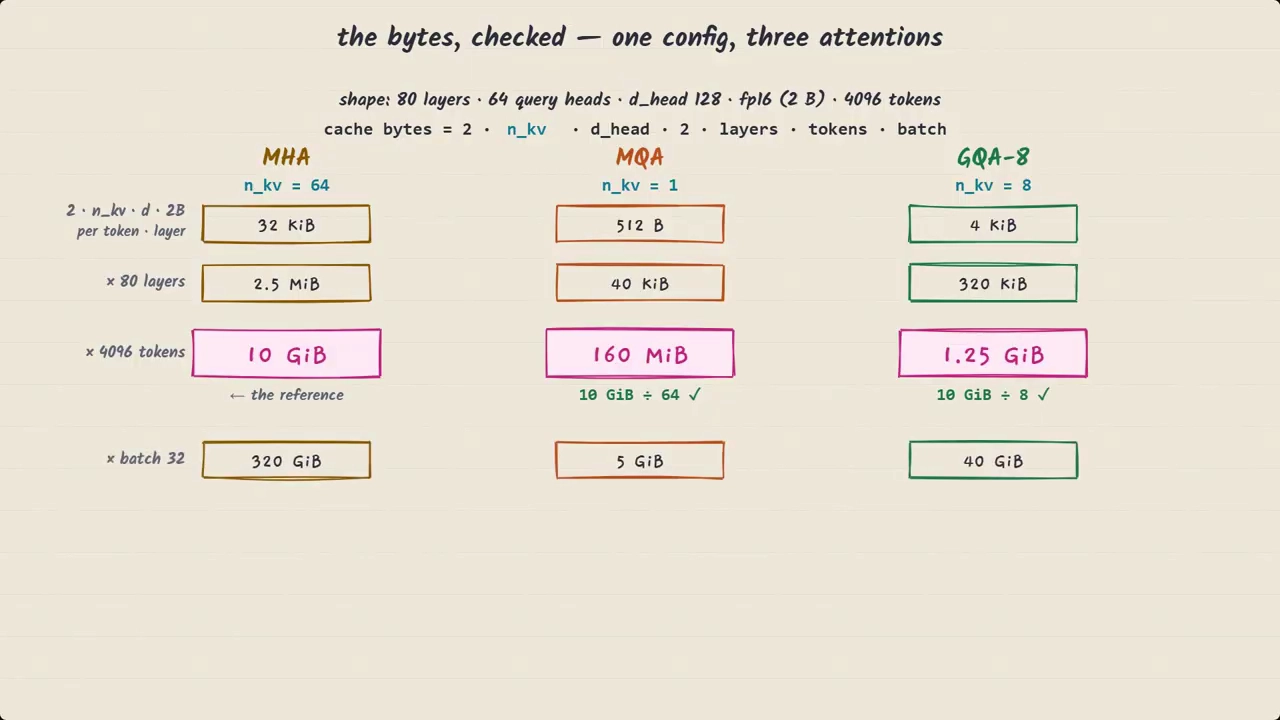 the bytes, checked — one config, three attentions
shape: 80 layers · 64 query heads · d_head 128 · fp16 (2 B) · 4096 tokens
cache bytes = 2 · n_kv · d_head · 2 · layers · tokens · batch
MHA MQA GQA-8
n_kv = 64 n_kv = 1 n_kv = 8
2 · n_kv · d · 2B
per token · layer
32 KiB 512 B 4 KiB
× 80 layers 2.5 MiB 40 KiB 320 KiB
× 4096 tokens 10 GiB 160 MiB 1.25 GiB
← the reference 10 GiB ÷ 64 ✓ 10 GiB ÷ 8 ✓
× batch 32 320 GiB 5 GiB 40 GiB